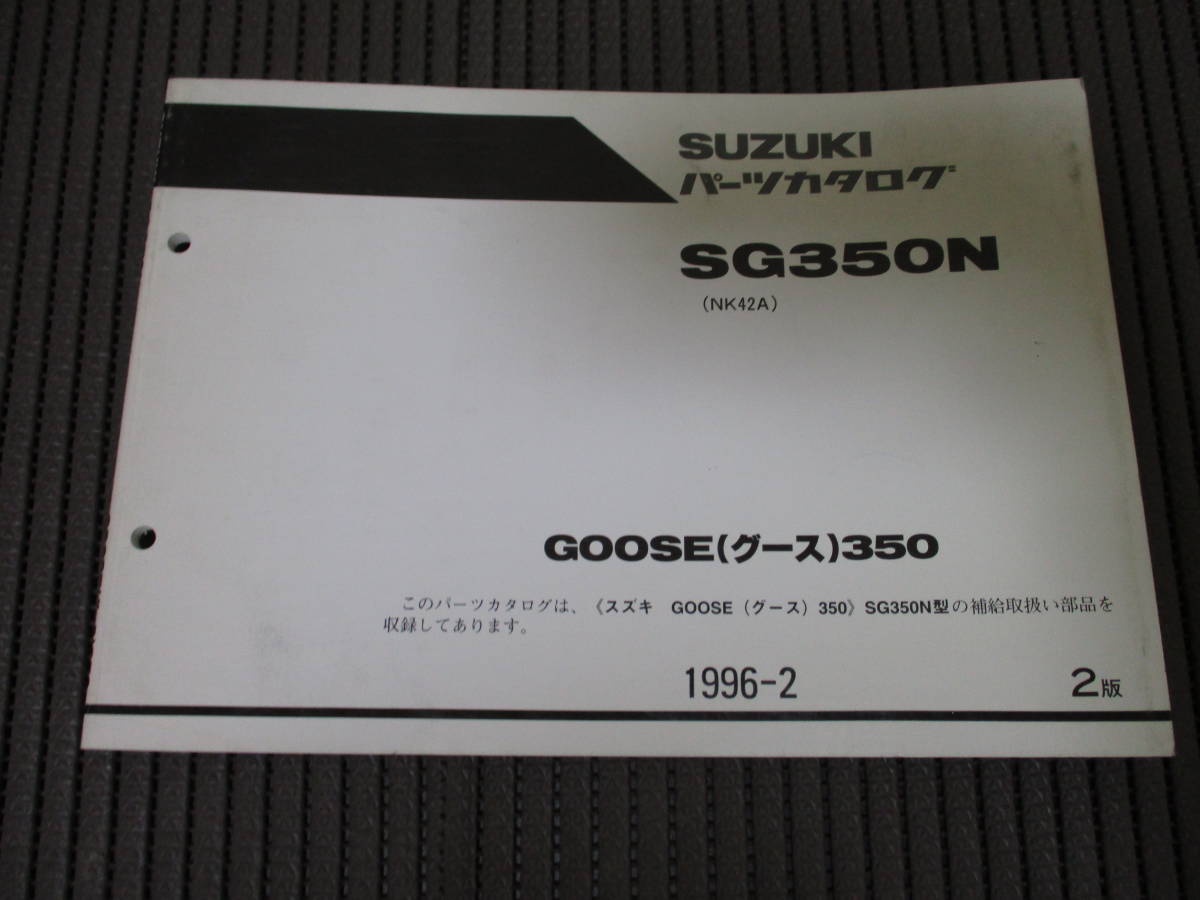 SUZUKI
パーツカタログ
SG350N
(NK42A)
GOOSE(グース)350
このパーツカタログは、《スズキ GOOSE (グース) 350》SG350N型の補給取扱い部品を
収録してあります。
1996-2 2版